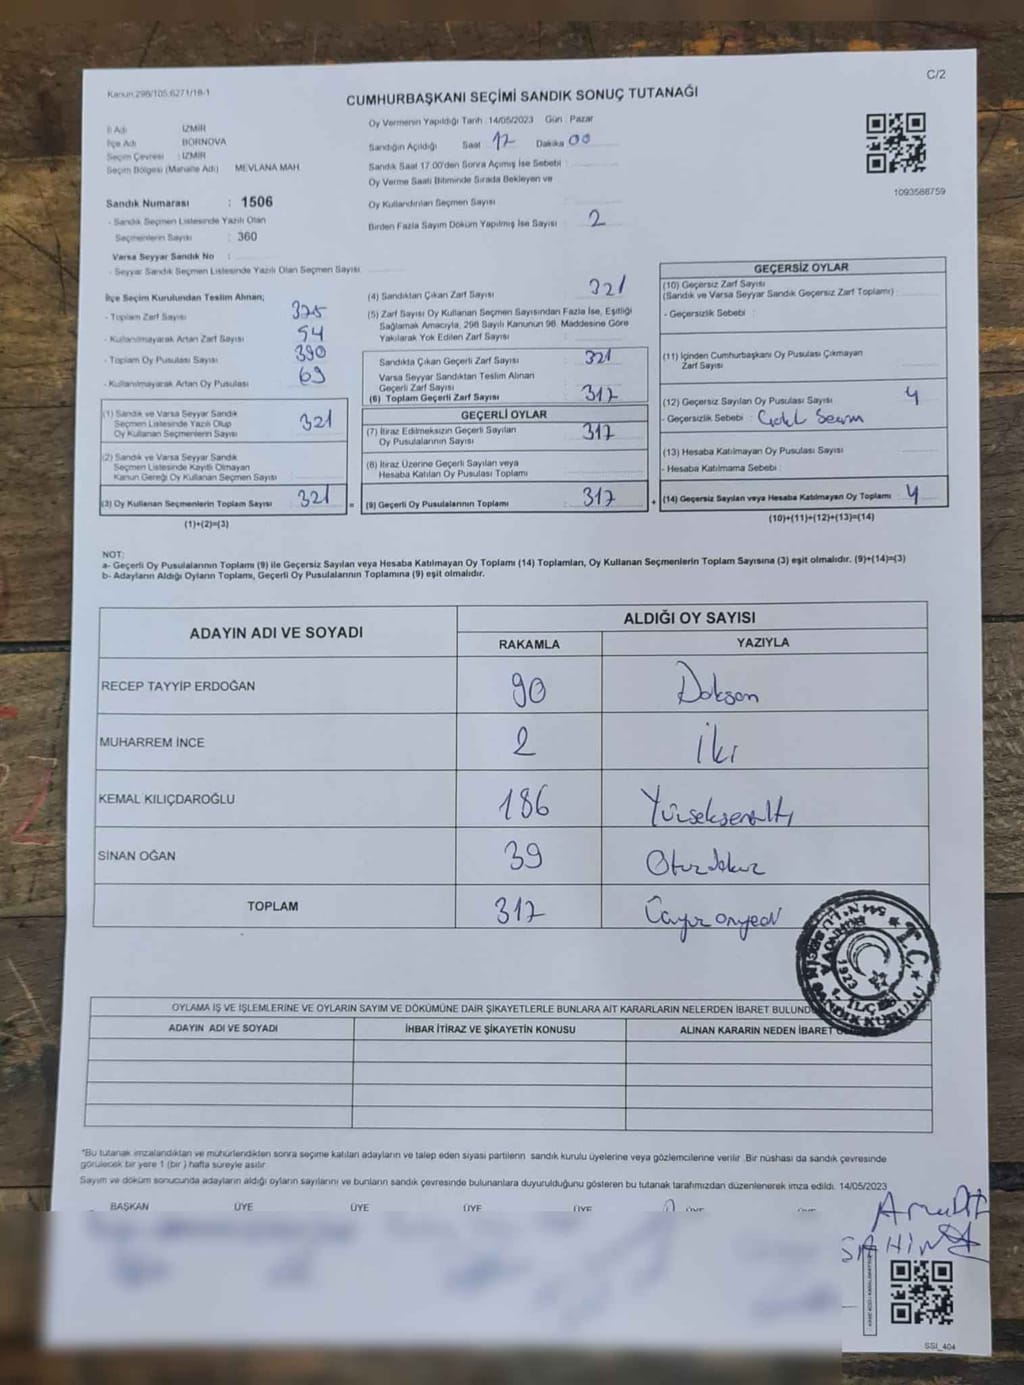 C/2
Kanun:298/105,6271/18-1
CUMHURBAŞKANI SEÇİMİ SANDIK SONUÇ TUTANAĞI
İl Adı İZMİR
İlçe Adı BORNOVA
Seçim Çevresi : İZMİR
Seçim Bölgesi (Mahalle Adı) MEVLANA MAH.
Oy Vermenin Yapıldığı Tarih :14/05/2023 Gün : Pazar
Sandığın Açıldığı Saat 17 Dakika 00
Sandık Saat 17.00'den Sonra Açmış İse Sebebi :
Oy Verme Saati Bitiminde Sırada Bekleyen ve
Oy Kullandırılan Seçmen Sayısı
Birden Fazla Sayım Döküm Yapılmış İse Sayısı : 2
1093588759
Sandık Numarası : 1506
- Sandık Seçmen Listesinde Yazılı Olan
Seçmenlerin Sayısı : 360
Varsa Seyyar Sandık No :
- Seyyar Sandık Seçmen Listesinde Yazılı Olan Seçmen Sayısı
İlçe Seçim Kurulundan Teslim Alınan;
- Toplam Zarf Sayısı : 375
- Kullanılmayarak Artan Zarf Sayısı : 54
- Toplam Oy Pusulası Sayısı : 390
- Kullanılmayarak Artan Oy Pusulası : 69
(1) Sandık ve Varsa Seyyar Sandık
Seçmen Listesinde Yazılı Olup
Oy Kullanan Seçmenlerin Sayısı 321
(2) Sandık ve Varsa Seyyar Sandık
Seçmen Listesinde Kayıtlı Olmayan
Kanun Gereği Oy Kullanan Seçmen Sayısı
(3) Oy Kullanan Seçmenlerin Toplam Sayısı : 321
(1)+(2)=(3)
(4) Sandıktan Çıkan Zarf Sayısı : 321
(5) Zarf Sayısı Oy Kullanan Seçmen Sayısından Fazla İse, Eşitliği
Sağlamak Amacıyla, 298 Sayılı Kanunun 98. Maddesine Göre
Yakılarak Yok Edilen Zarf Sayısı
Sandıkta Çıkan Geçerli Zarf Sayısı : 321
Varsa Seyyar Sandıktan Teslim Alınan
Geçerli Zarf Sayısı
(6) Toplam Geçerli Zarf Sayısı : 317
GEÇERLİ OYLAR
(7) İtiraz Edilmeksizin Geçerli Sayılan
Oy Pusulalarının Sayısı : 317
(8) İtiraz Üzerine Geçerli Sayılan veya
Hesaba Katılan Oy Pusulası Toplamı
= (9) Geçerli Oy Pusulalarının Toplamı : 317 +
GEÇERSİZ OYLAR
(10) Geçersiz Zarf Sayısı
(Sandık ve Varsa Seyyar Sandık Geçersiz Zarf Toplamı) :
- Geçersizlik Sebebi :
(11) İçinden Cumhurbaşkanı Oy Pusulası Çıkmayan
Zarf Sayısı
(12) Geçersiz Sayılan Oy Pusulası Sayısı 4
- Geçersizlik Sebebi :
(13) Hesaba Katılmayan Oy Pusulası Sayısı
- Hesaba Katılmama Sebebi :
(14) Geçersiz Sayılan veya Hesaba Katılmayan Oy Toplamı : 4
(10)+(11)+(12)+(13)=(14)
NOT:
a- Geçerli Oy Pusulalarının Toplamı (9) ile Geçersiz Sayılan veya Hesaba Katılmayan Oy Toplamı (14) Toplamları, Oy Kullanan Seçmenlerin Toplam Sayısına (3) eşit olmalıdır. (9)+(14)=(3)
b- Adayların Aldığı Oyların Toplamı, Geçerli Oy Pusulalarının Toplamına (9) eşit olmalıdır.
ADAYIN ADI VE SOYADI ALDIĞI OY SAYISI
RAKAMLA YAZIYLA
RECEP TAYYİP ERDOĞAN 90 Doksan
MUHARREM İNCE 2 İki
KEMAL KILIÇDAROĞLU 186 Yüzseksenaltı
SİNAN OĞAN 39 Otuzdokuz
TOPLAM 317 Üçyüz onyedi
T.C. BORNOVA 1. İLÇE SEÇİM SANDIK KURULU 1923
OYLAMA İŞ VE İŞLEMLERİNE VE OYLARIN SAYIM VE DÖKÜMÜNE DAİR ŞİKAYETLERLE BUNLARA AİT KARARLARIN NELERDEN İBARET BULUND
ADAYIN ADI VE SOYADI İHBAR İTİRAZ VE ŞİKAYETİN KONUSU ALINAN KARARIN NEDEN İBARET O
*Bu tutanak imzalandıktan ve mühürlendikten sonra seçime katılan adayların ve talep eden siyasi partilerin sandık kurulu üyelerine veya gözlemcilerine verilir. Bir nüshası da sandık çevresinde
görülecek bir yere 1 (bir) hafta süreyle asılır
Sayım ve döküm sonucunda adayların aldığı oyların sayılarını ve bunların sandık çevresinde bulunanlara duyurulduğunu gösteren bu tutanak tarafımızdan düzenlenerek imza edildi. 14/05/2023
BAŞKAN ÜYE ÜYE ÜYE ÜYE ÜYE
SAHİN
SSI_404